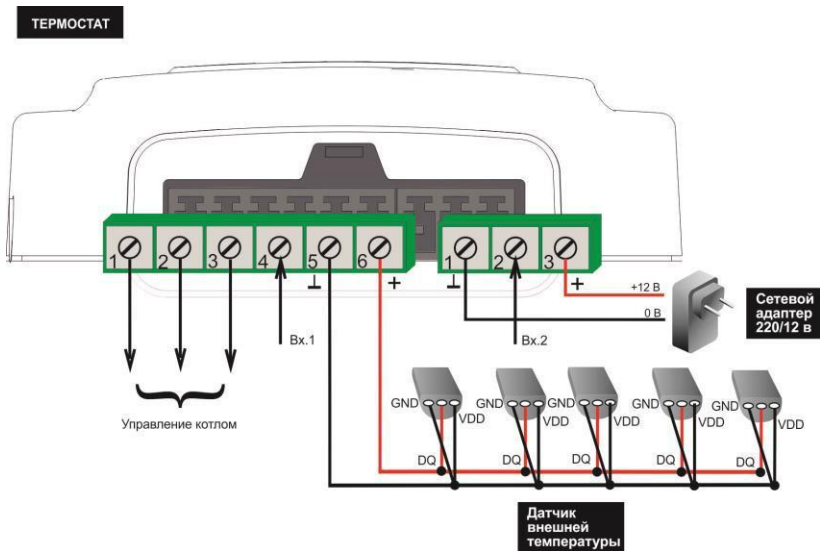 ТЕРМОСТАТ
1 2 3 4 5 6
⊥ +
1 2 3
⊥ +
+12 В
0 В
Сетевой
адаптер
220/12 в
Вх.1
Вх.2
Управление котлом
GND VDD GND VDD GND VDD GND VDD GND VDD
DQ DQ DQ DQ DQ
Датчик
внешней
температуры